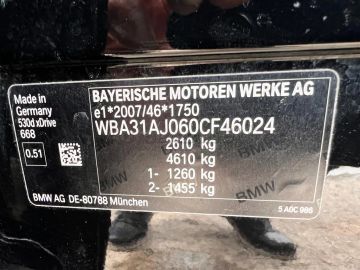 Made in
Germany
530d xDrive
668
0.51
BAYERISCHE MOTOREN WERKE AG
e1*2007/46*1750
WBA31AJ060CF46024
2610 kg
4610 kg
1- 1260 kg
2- 1455 kg
BMW AG DE-80788 München
5 A0C 986